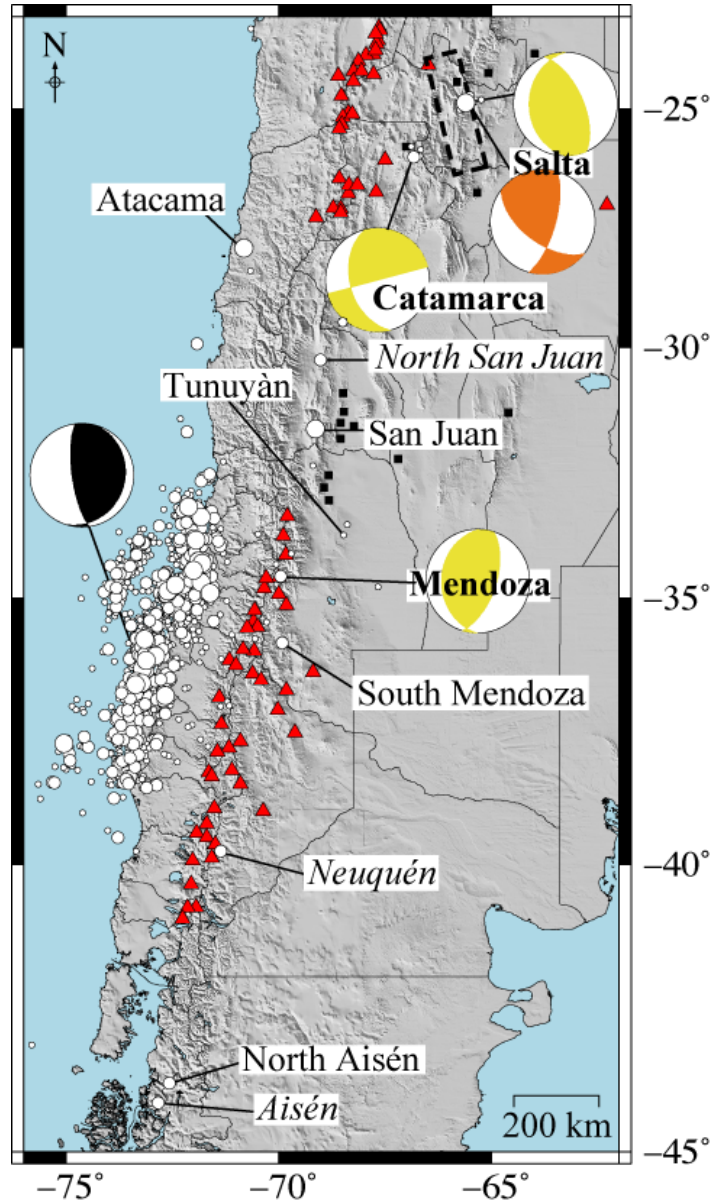 N
−25°
Salta
Atacama
Catamarca
−30°
North San Juan
Tunuyàn
San Juan
Mendoza
−35°
South Mendoza
−40°
Neuquén
North Aisén
Aisén
200 km
−45°
−75°
−70°
−65°